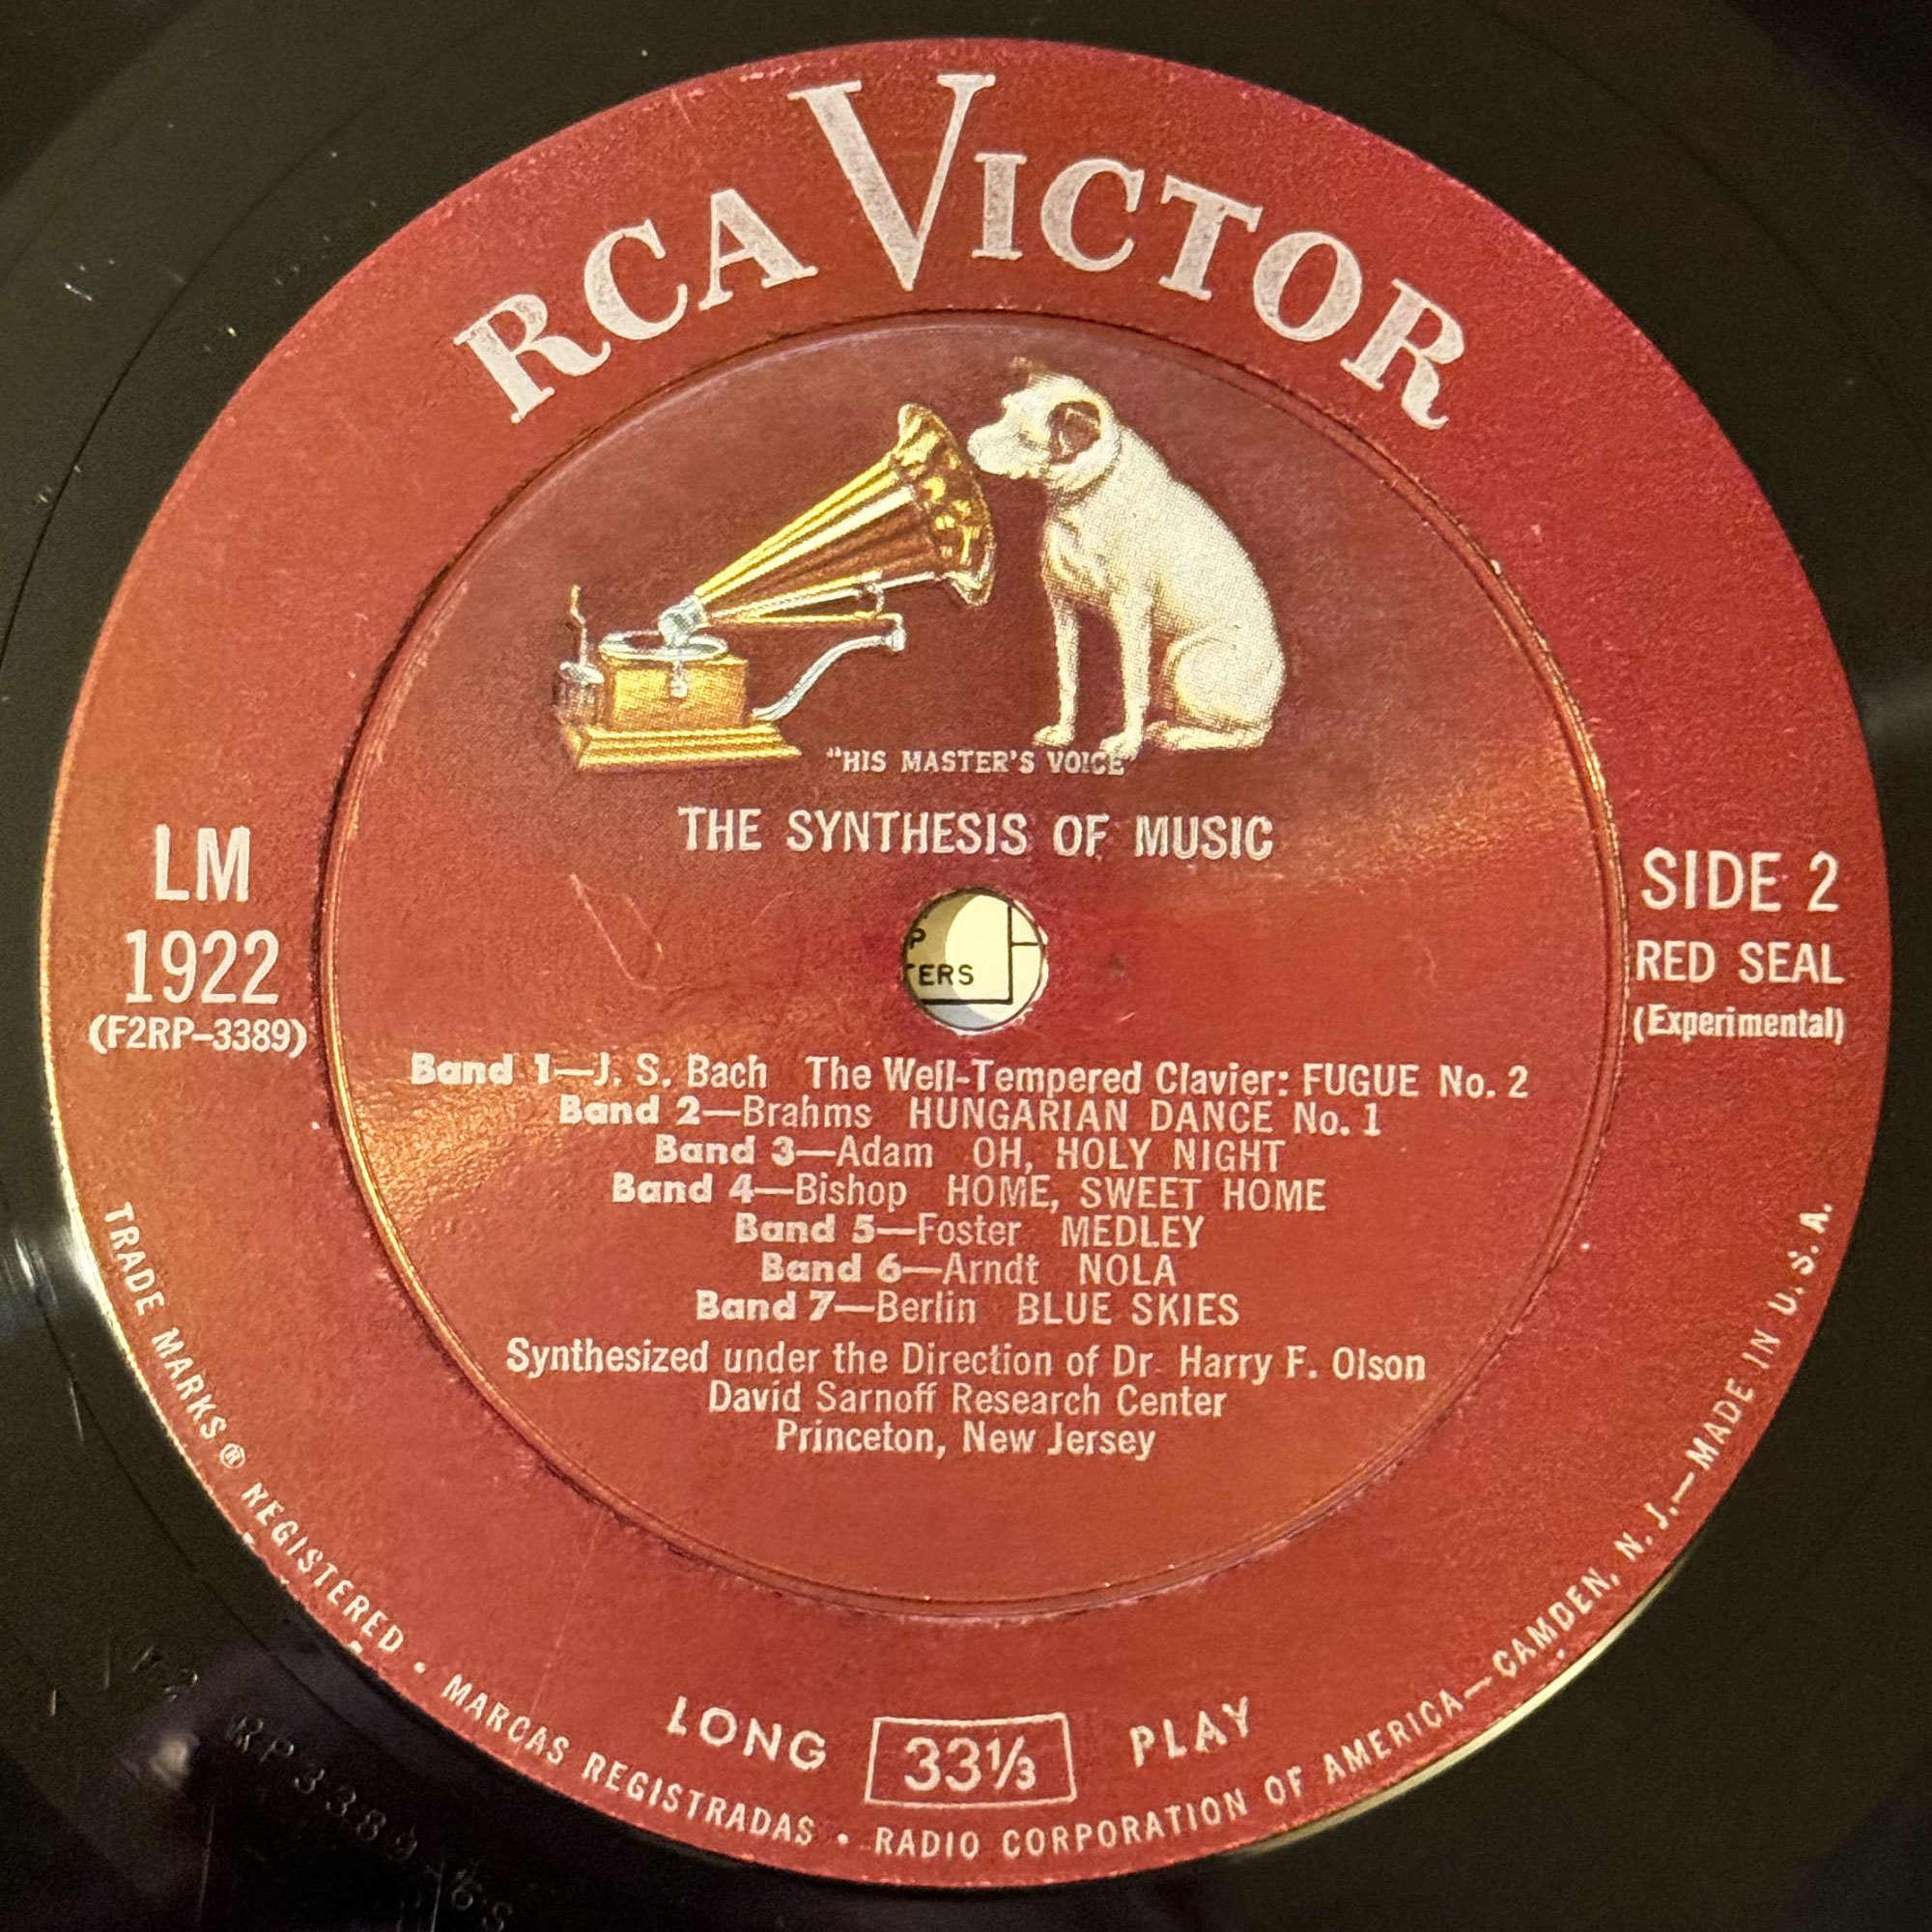 RCA VICTOR
"HIS MASTER'S VOICE"
THE SYNTHESIS OF MUSIC
LM
1922
(F2RP-3389)
SIDE 2
RED SEAL
(Experimental)
P
TERS
Band 1—J. S. Bach The Well-Tempered Clavier: FUGUE No. 2
Band 2—Brahms HUNGARIAN DANCE No. 1
Band 3—Adam OH, HOLY NIGHT
Band 4—Bishop HOME, SWEET HOME
Band 5—Foster MEDLEY
Band 6—Arndt NOLA
Band 7—Berlin BLUE SKIES
Synthesized under the Direction of Dr. Harry F. Olson
David Sarnoff Research Center
Princeton, New Jersey
LONG 33⅓ PLAY
TRADE MARKS ® REGISTERED • MARCAS REGISTRADAS • RADIO CORPORATION OF AMERICA—CAMDEN, N. J.—MADE IN U.S.A.
RP3389-6S